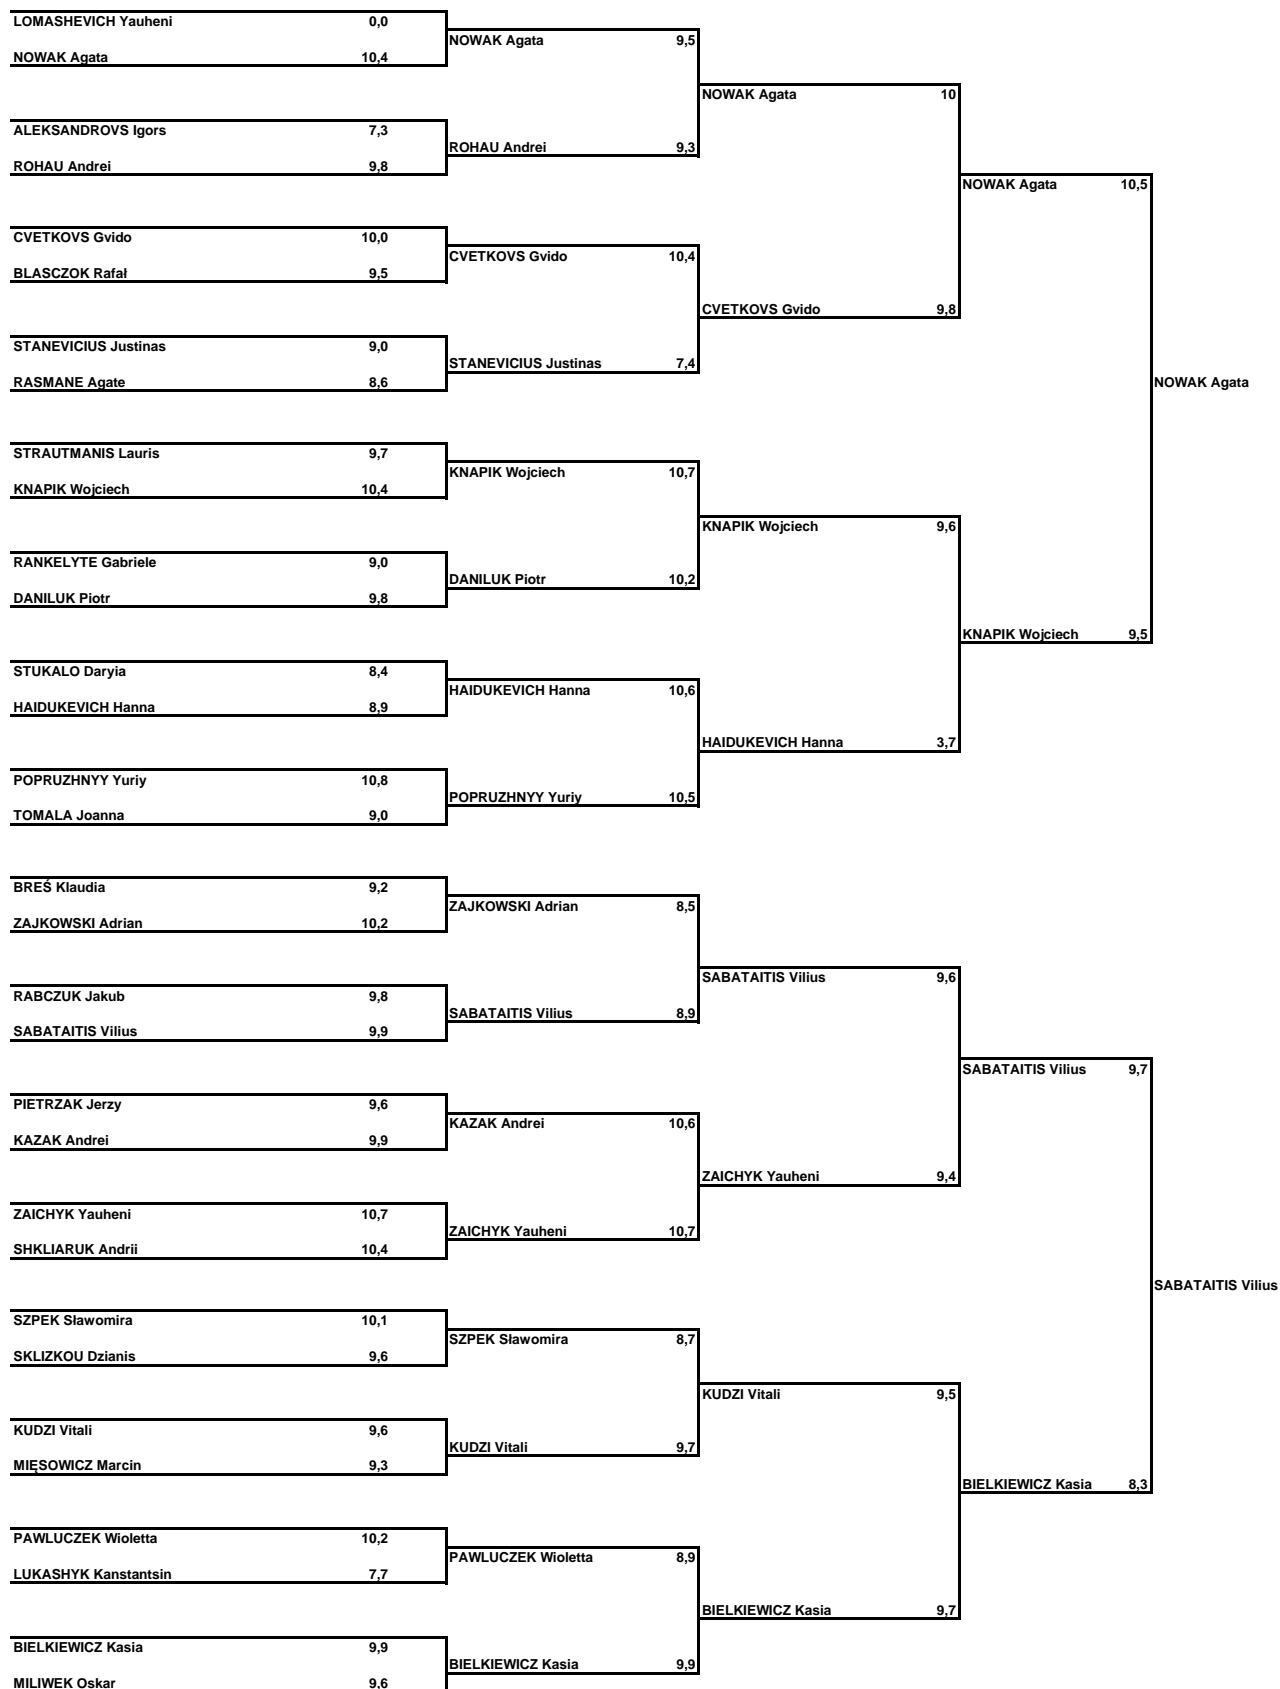 LOMASHEVICH Yauheni 0,0
NOWAK Agata 9,5
NOWAK Agata 10,4
NOWAK Agata 10
ALEKSANDROVS Igors 7,3
ROHAU Andrei 9,3
ROHAU Andrei 9,8
NOWAK Agata 10,5
CVETKOVS Gvido 10,0
CVETKOVS Gvido 10,4
BLASCZOK Rafał 9,5
CVETKOVS Gvido 9,8
STANEVICIUS Justinas 9,0
STANEVICIUS Justinas 7,4
RASMANE Agate 8,6
NOWAK Agata
STRAUTMANIS Lauris 9,7
KNAPIK Wojciech 10,7
KNAPIK Wojciech 10,4
KNAPIK Wojciech 9,6
RANKELYTE Gabriele 9,0
DANILUK Piotr 10,2
DANILUK Piotr 9,8
KNAPIK Wojciech 9,5
STUKALO Daryia 8,4
HAIDUKEVICH Hanna 10,6
HAIDUKEVICH Hanna 8,9
HAIDUKEVICH Hanna 3,7
POPRUZHNYY Yuriy 10,8
POPRUZHNYY Yuriy 10,5
TOMALA Joanna 9,0
BREŚ Klaudia 9,2
ZAJKOWSKI Adrian 8,5
ZAJKOWSKI Adrian 10,2
SABATAITIS Vilius 9,6
RABCZUK Jakub 9,8
SABATAITIS Vilius 8,9
SABATAITIS Vilius 9,9
SABATAITIS Vilius 9,7
PIETRZAK Jerzy 9,6
KAZAK Andrei 10,6
KAZAK Andrei 9,9
ZAICHYK Yauheni 9,4
ZAICHYK Yauheni 10,7
ZAICHYK Yauheni 10,7
SHKLIARUK Andrii 10,4
SABATAITIS Vilius
SZPEK Sławomira 10,1
SZPEK Sławomira 8,7
SKLIZKOU Dzianis 9,6
KUDZI Vitali 9,5
KUDZI Vitali 9,6
KUDZI Vitali 9,7
MIĘSOWICZ Marcin 9,3
BIELKIEWICZ Kasia 8,3
PAWLUCZEK Wioletta 10,2
PAWLUCZEK Wioletta 8,9
LUKASHYK Kanstantsin 7,7
BIELKIEWICZ Kasia 9,7
BIELKIEWICZ Kasia 9,9
BIELKIEWICZ Kasia 9,9
MILIWEK Oskar 9,6